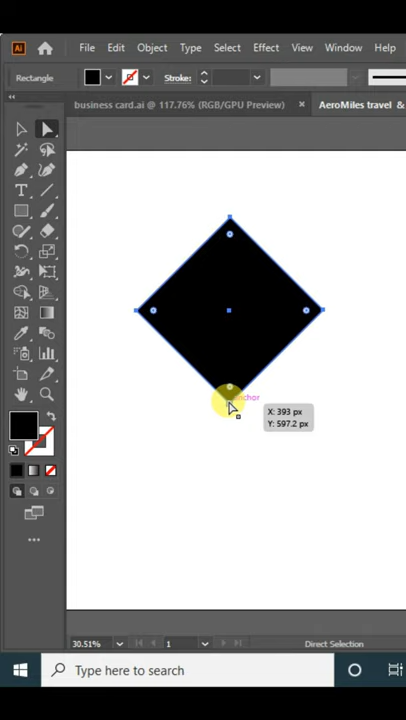 Ai File Edit Object Type Select Effect View Window Help
Rectangle Stroke:
business card.ai @ 117.76% (RGB/GPU Preview) × AeroMiles travel &
anchor
X: 393 px
Y: 597.2 px
30.51% 1 Direct Selection
Type here to search